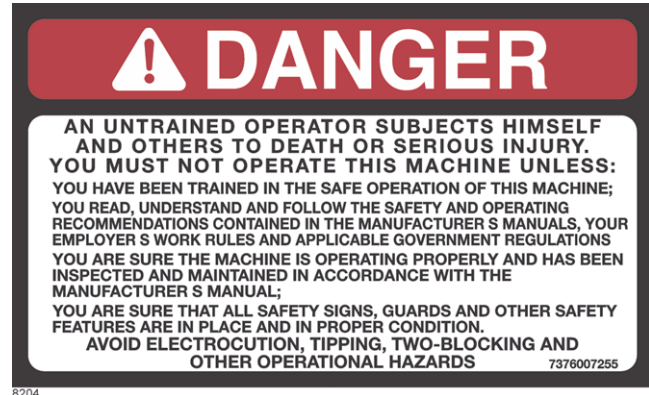 DANGER
AN UNTRAINED OPERATOR SUBJECTS HIMSELF
AND OTHERS TO DEATH OR SERIOUS INJURY.
YOU MUST NOT OPERATE THIS MACHINE UNLESS:
YOU HAVE BEEN TRAINED IN THE SAFE OPERATION OF THIS MACHINE;
YOU READ, UNDERSTAND AND FOLLOW THE SAFETY AND OPERATING
RECOMMENDATIONS CONTAINED IN THE MANUFACTURER S MANUALS, YOUR
EMPLOYER S WORK RULES AND APPLICABLE GOVERNMENT REGULATIONS
YOU ARE SURE THE MACHINE IS OPERATING PROPERLY AND HAS BEEN
INSPECTED AND MAINTAINED IN ACCORDANCE WITH THE
MANUFACTURER S MANUAL;
YOU ARE SURE THAT ALL SAFETY SIGNS, GUARDS AND OTHER SAFETY
FEATURES ARE IN PLACE AND IN PROPER CONDITION.
AVOID ELECTROCUTION, TIPPING, TWO-BLOCKING AND
OTHER OPERATIONAL HAZARDS 7376007255
8204